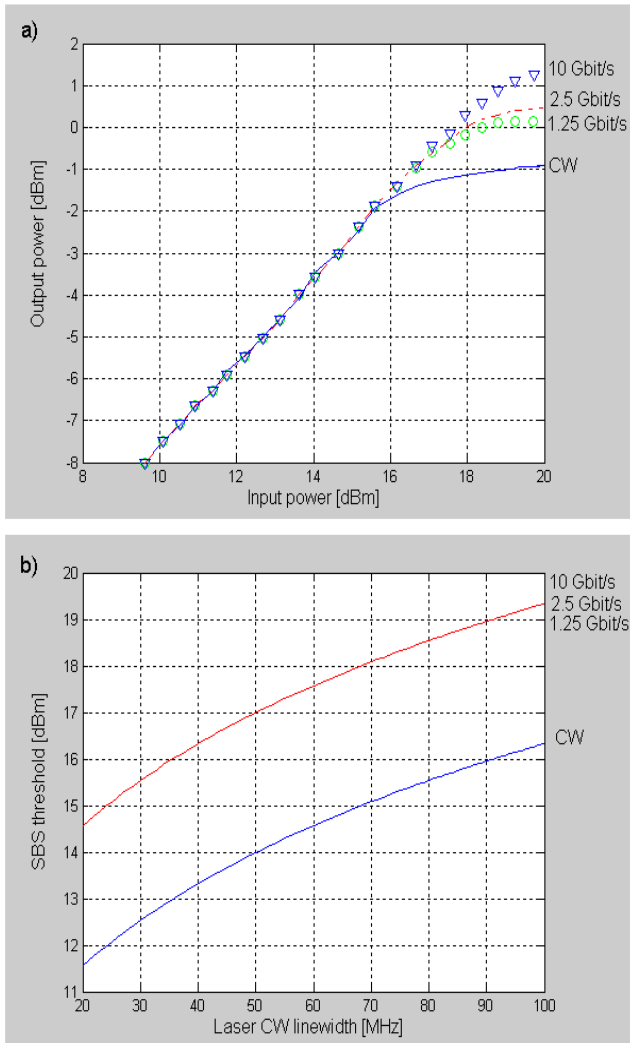 a)
2
1
0
-1
-2
-3
-4
-5
-6
-7
-8
Output power [dBm]
8
10
12
14
16
18
20
Input power [dBm]
10 Gbit/s
2.5 Gbit/s
1.25 Gbit/s
CW
b)
20
19
18
17
16
15
14
13
12
11
SBS threshold [dBm]
20
30
40
50
60
70
80
90
100
Laser CW linewidth [MHz]
10 Gbit/s
2.5 Gbit/s
1.25 Gbit/s
CW